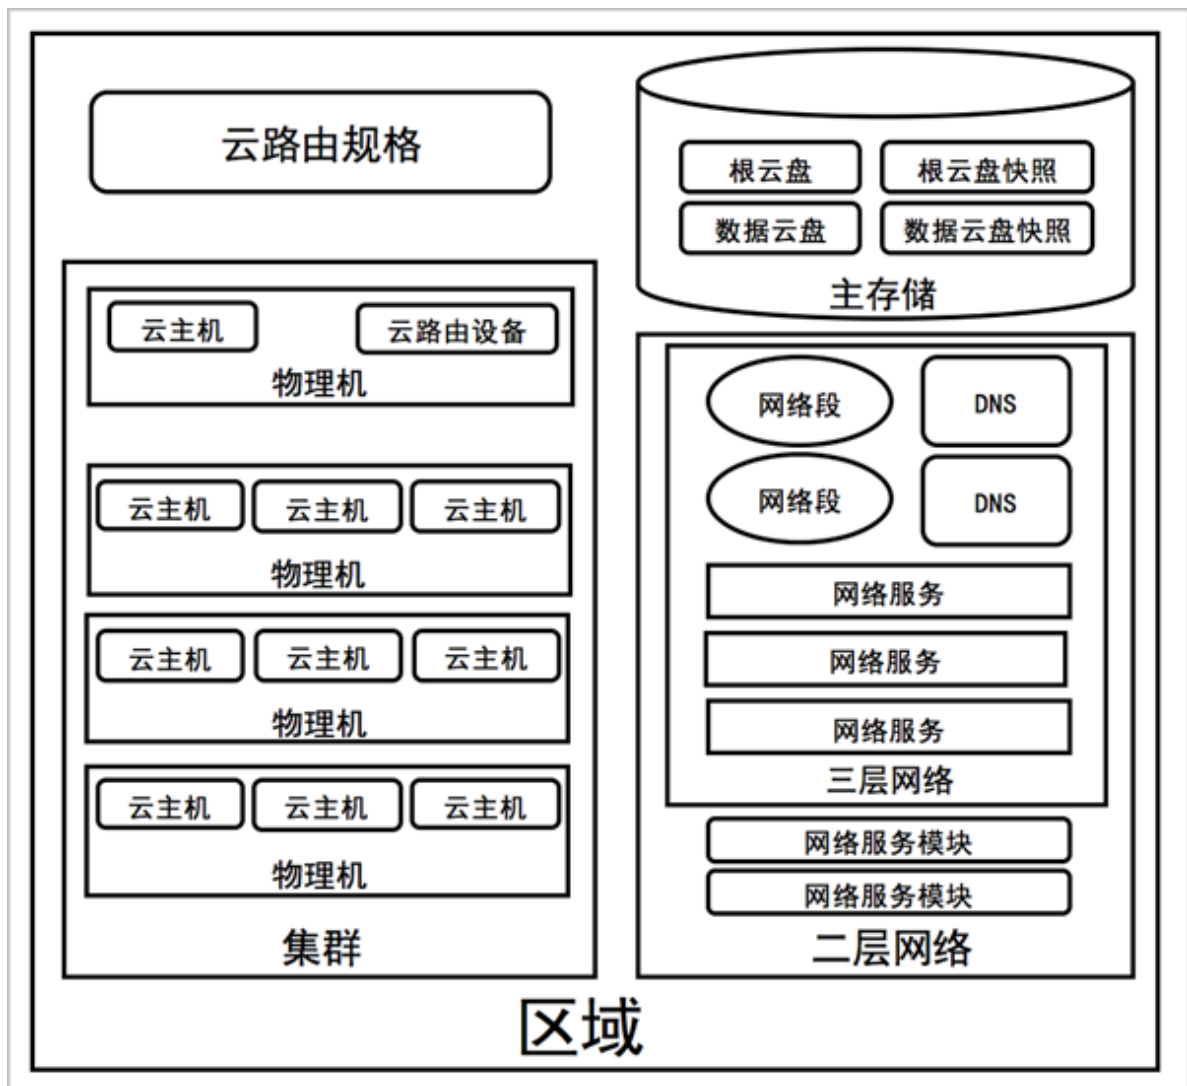 云路由规格
根云盘
根云盘快照
数据云盘
数据云盘快照
主存储
云主机
云路由设备
物理机
云主机
云主机
云主机
物理机
云主机
云主机
云主机
物理机
云主机
云主机
云主机
物理机
集群
网络段
DNS
网络段
DNS
网络服务
网络服务
网络服务
三层网络
网络服务模块
网络服务模块
二层网络
区域